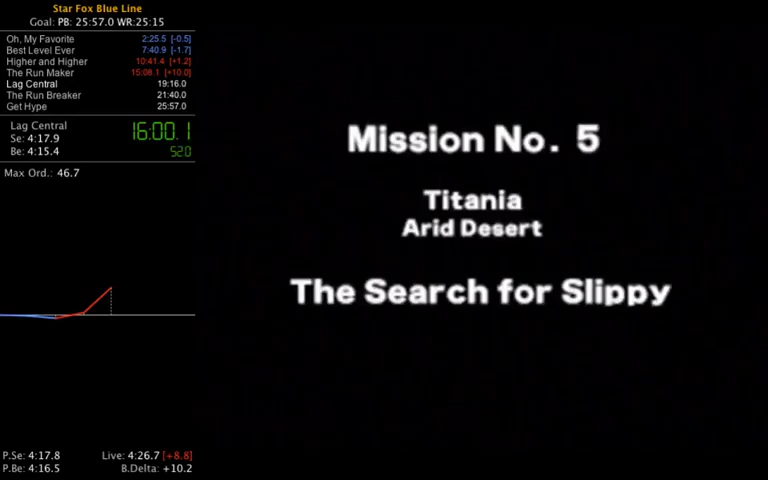 Star Fox Blue Line
Goal: PB: 25:57.0 WR:25:15
Oh, My Favorite 2:25.5 [-0.5]
Best Level Ever 7:40.9 [-1.7]
Higher and Higher 10:41.4 [+1.2]
The Run Maker 15:08.1 [+10.0]
Lag Central 19:16.0
The Run Breaker 21:40.0
Get Hype 25:57.0
Lag Central 16:00.1
Se: 4:17.9 52.0
Be: 4:15.4
Max Ord.: 46.7
Mission No. 5
Titania
Arid Desert
The Search for Slippy
P.Se: 4:17.8 Live: 4:26.7 [+8.8]
P.Be: 4:16.5 B.Delta: +10.2